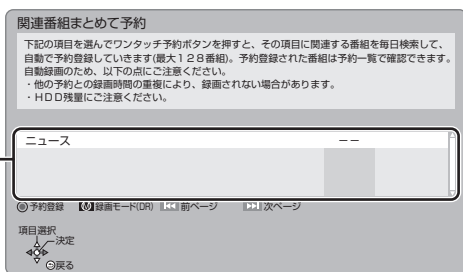 関連番組まとめて予約
下記の項目を選んでワンタッチ予約ボタンを押すと、その項目に関連する番組を毎日検索して、
自動で予約登録していきます(最大128番組)。予約登録された番組は予約一覧で確認できます。
自動録画のため、以下の点にご注意ください。
・他の予約との録画時間の重複により、録画されない場合があります。
・HDD残量にご注意ください。
ニュース ーー
予約登録 録画モード(DR) 前ページ 次ページ
項目選択
決定
戻る